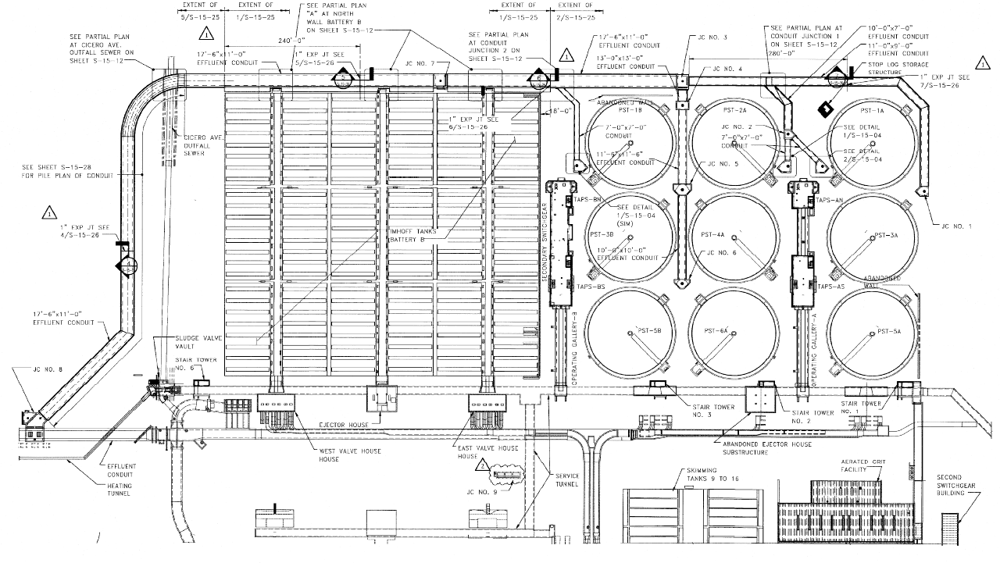 EXTENT OF
5/S-15-25
EXTENT OF
1/S-15-25
SEE PARTIAL PLAN
"A" AT NORTH
WALL BATTERY B
ON SHEET S-15-12
EXTENT OF
1/S-15-25
EXTENT OF
2/S-15-25
SEE PARTIAL PLAN
AT CICERO AVE.
OUTFALL SEWER ON
SHEET S-15-12
1
240'-0"
17'-6"x11'-0"
EFFLUENT CONDUIT
1" EXP JT SEE
5/S-15-26
JC NO. 7
SEE PARTIAL PLAN
AT CONDUIT
JUNCTION 2 ON
SHEET S-15-12
1
17'-6"x11'-0"
EFFLUENT CONDUIT
13'-0"x13'-0"
EFFLUENT CONDUIT
JC NO. 3
JC NO. 4
SEE PARTIAL PLAN AT
CONDUIT JUNCTION 1
ON SHEET S-15-12
280'-0"
10'-0"x7'-0"
EFFLUENT CONDUIT
11'-0"x9'-0"
EFFLUENT CONDUIT
STOP LOG STORAGE
STRUCTURE
1
1" EXP JT SEE
7/S-15-26
6
ABANDONED WALL
PST-1B
PST-2A
PST-1A
18'-0"
1" EXP JT SEE
6/S-15-26
7'-0"x7'-0"
CONDUIT
JC NO. 2
7'-0"x7'-0"
CONDUIT
SEE DETAIL
1/S-15-04
SEE DETAIL
2/S-15-04
CICERO AVE.
OUTFALL
SEWER
11'-6"x11'-6"
EFFLUENT CONDUIT
JC NO. 5
SEE SHEET S-15-28
FOR PILE PLAN OF CONDUIT
1
TAPS-BN
TAPS-AN
SEE DETAIL
1/S-15-04
(SIM)
JC NO. 1
1" EXP JT SEE
4/S-15-26
4
IMHOFF TANKS
BATTERY B
SECONDARY SWITCHGEAR
PST-3B
PST-4A
PST-3A
10'-0"x10'-0"
EFFLUENT CONDUIT
JC NO. 6
TAPS-BS
TAPS-AS
ABANDONED
WALL
17'-6"x11'-0"
EFFLUENT CONDUIT
PST-5B
PST-6A
PST-5A
SLUDGE VALVE
VAULT
STAIR TOWER
NO. 6
OPERATING GALLERY-B
OPERATING GALLERY-A
JC NO. 8
STAIR TOWER
NO. 3
STAIR TOWER
NO. 2
STAIR TOWER
NO. 1
EJECTOR HOUSE
WEST VALVE HOUSE
HOUSE
EAST VALVE HOUSE
HOUSE
ABANDONED EJECTOR HOUSE
SUBSTRUCTURE
EFFLUENT
CONDUIT
HEATING
TUNNEL
2
JC NO. 9
SERVICE
TUNNEL
SKIMMING
TANKS 9 TO 16
AERATED GRIT
FACILITY
SECOND
SWITCHGEAR
BUILDING